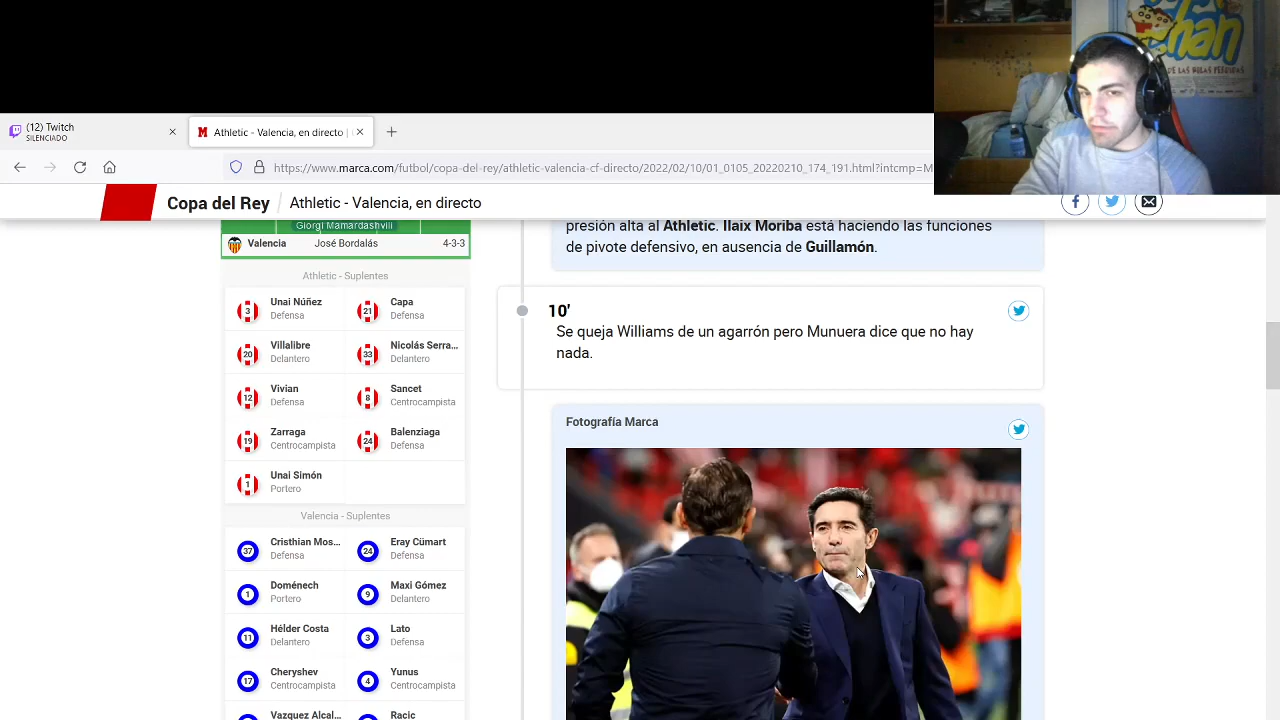 (12) Twitch
SILENCIADO
M Athletic - Valencia, en directo |
https://www.marca.com/futbol/copa-del-rey/athletic-valencia-cf-directo/2022/02/10/01_0105_20220210_174_191.html?intcmp=M
Copa del Rey / Athletic - Valencia, en directo
Giorgi Mamardashvili
Valencia José Bordalás 4-3-3
Athletic - Suplentes
3 Unai Núñez 21 Capa
Defensa Defensa
20 Villalibre 33 Nicolás Serra...
Delantero Delantero
12 Vivian 8 Sancet
Defensa Centrocampista
19 Zarraga 24 Balenziaga
Centrocampista Defensa
1 Unai Simón
Portero
Valencia - Suplentes
37 Cristhian Mos... 24 Eray Cümart
Defensa Defensa
1 Doménech 9 Maxi Gómez
Portero Delantero
11 Hélder Costa 3 Lato
Delantero Defensa
17 Cheryshev 4 Yunus
Centrocampista Centrocampista
Vazquez Alcal... Racic
presión alta al Athletic. Ilaix Moriba está haciendo las funciones
de pivote defensivo, en ausencia de Guillamón.
10'
Se queja Williams de un agarrón pero Munuera dice que no hay
nada.
Fotografía Marca
han
DE LAS BOLAS PERDIDAS